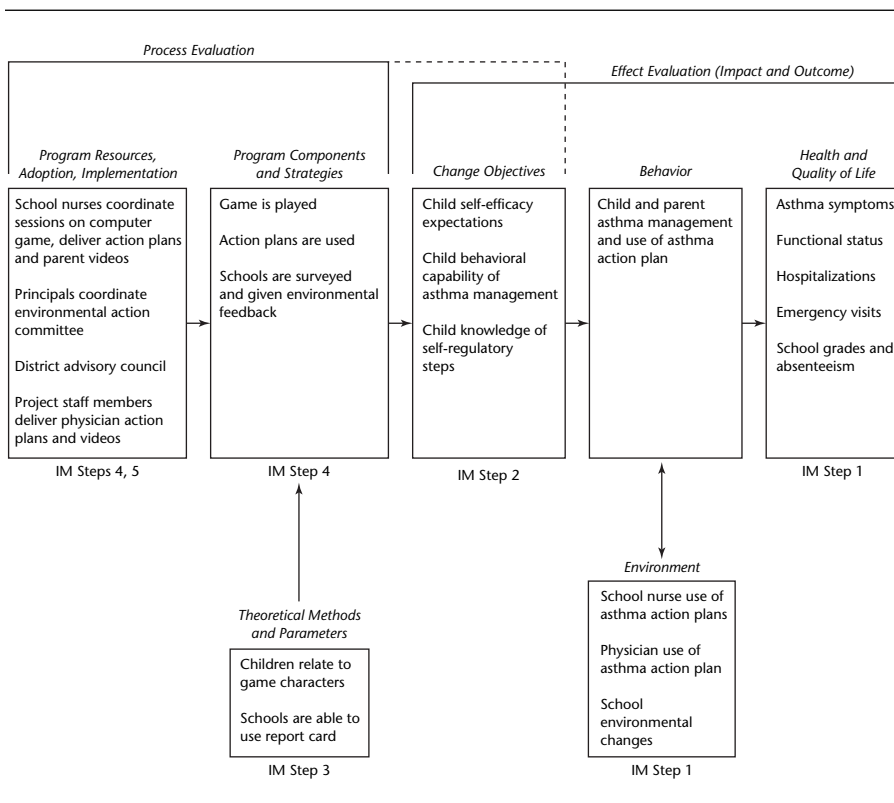 Process Evaluation
Effect Evaluation (Impact and Outcome)
Program Resources,
Adoption, Implementation
School nurses coordinate
sessions on computer
game, deliver action plans
and parent videos
Principals coordinate
environmental action
committee
District advisory council
Project staff members
deliver physician action
plans and videos
IM Steps 4, 5
Program Components
and Strategies
Game is played
Action plans are used
Schools are surveyed
and given environmental
feedback
IM Step 4
Change Objectives
Child self-efficacy
expectations
Child behavioral
capability of
asthma management
Child knowledge of
self-regulatory
steps
IM Step 2
Behavior
Child and parent
asthma management
and use of asthma
action plan
Health and
Quality of Life
Asthma symptoms
Functional status
Hospitalizations
Emergency visits
School grades and
absenteeism
IM Step 1
Theoretical Methods
and Parameters
Children relate to
game characters
Schools are able to
use report card
IM Step 3
Environment
School nurse use of
asthma action plans
Physician use of
asthma action plan
School
environmental
changes
IM Step 1